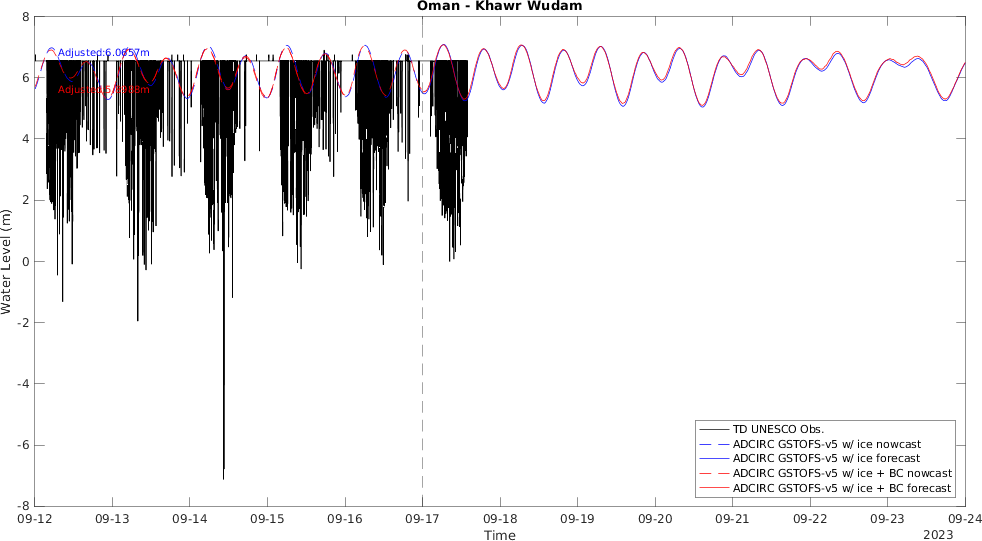 Oman - Khawr Wudam
8
6
4
2
0
-2
-4
-6
-8
Water Level (m)
Adjusted:6.0657m
09-12
09-13
09-14
09-15
09-16
09-17
09-18
09-19
09-20
09-21
09-22
09-23
09-24
Time
2023
TD UNESCO Obs.
ADCIRC GSTOFS-v5 w/ ice nowcast
ADCIRC GSTOFS-v5 w/ ice forecast
ADCIRC GSTOFS-v5 w/ ice + BC nowcast
ADCIRC GSTOFS-v5 w/ ice + BC forecast